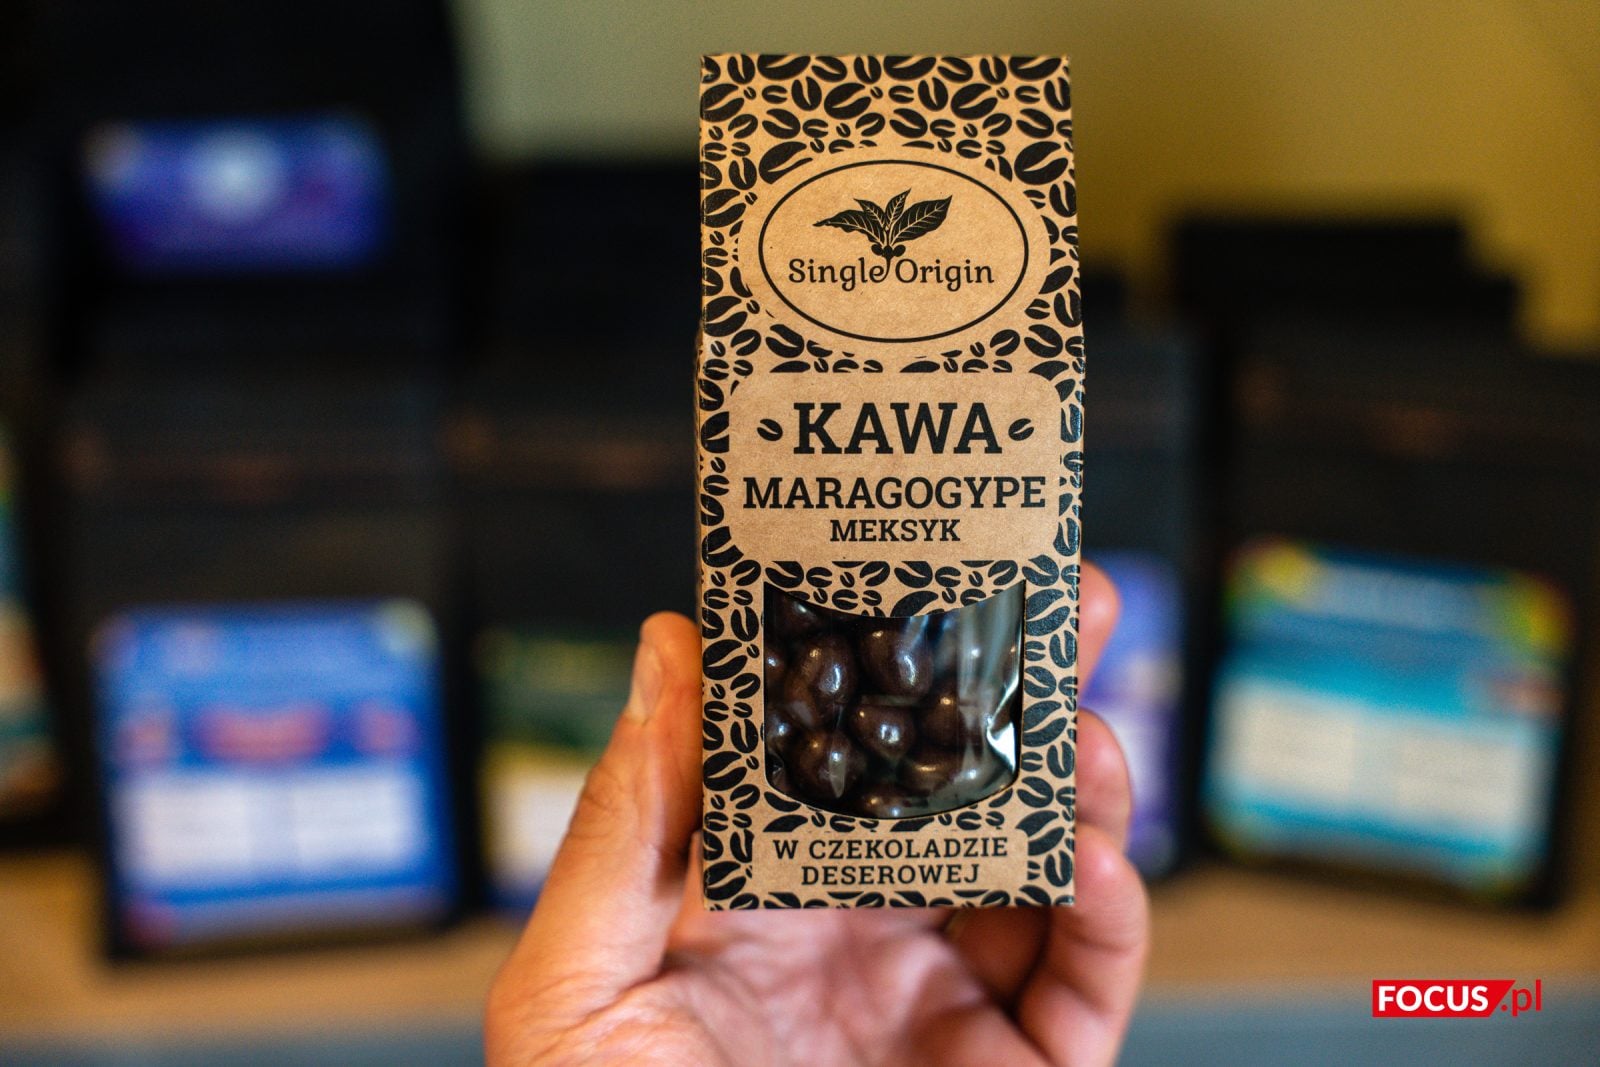 Single Origin
KAWA
MARAGOGYPE
MEKSYK
W CZEKOLADZIE
DESEROWEJ
FOCUS.pl